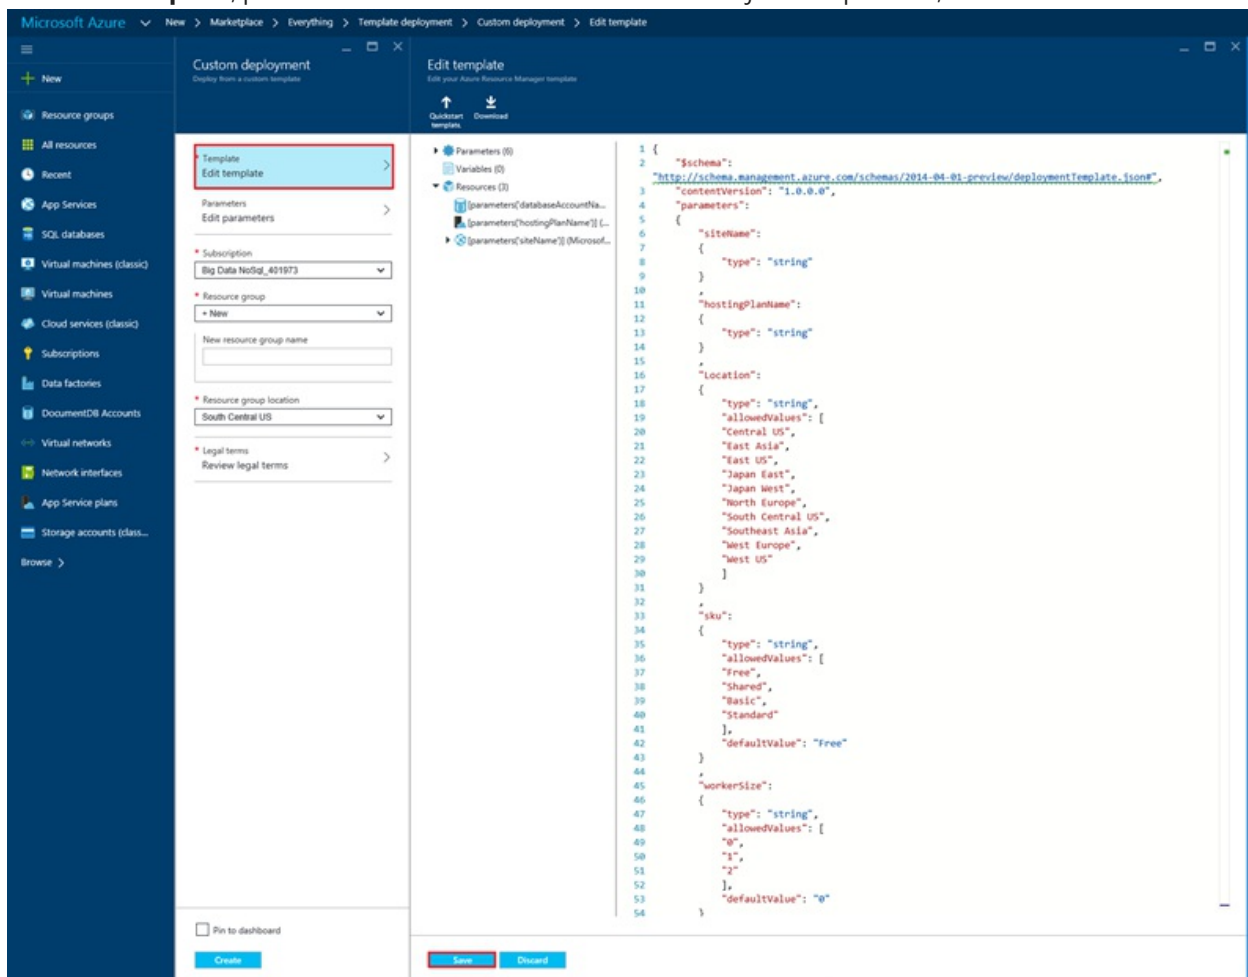 Microsoft Azure New > Marketplace > Everything > Template deployment > Custom deployment > Edit template
New
Resource groups
All resources
Recent
App Services
SQL databases
Virtual machines (classic)
Virtual machines
Cloud services (classic)
Subscriptions
Data factories
DocumentDB Accounts
Virtual networks
Network interfaces
App Service plans
Storage accounts (class...
Browse >
Custom deployment
Deploy from a custom template
* Template
Edit template
Parameters
Edit parameters
* Subscription
Big Data NoSql_401973
* Resource group
+ New
New resource group name
* Resource group location
South Central US
* Legal terms
Review legal terms
Pin to dashboard
Create
Edit template
Edit your Azure Resource Manager template
Quickstart template
Download
Parameters (6)
Variables (0)
Resources (3)
[parameters('databaseAccountNa...
[parameters('hostingPlanName')] (...
[parameters('siteName')] (Microsof...
1 {
2 "$schema":
"http://schema.management.azure.com/schemas/2014-04-01-preview/deploymentTemplate.json#",
3 "contentVersion": "1.0.0.0",
4 "parameters":
5 {
6 "siteName":
7 {
8 "type": "string"
9 }
10 ,
11 "hostingPlanName":
12 {
13 "type": "string"
14 }
15 ,
16 "Location":
17 {
18 "type": "string",
19 "allowedValues": [
20 "Central US",
21 "East Asia",
22 "East US",
23 "Japan East",
24 "Japan West",
25 "North Europe",
26 "South Central US",
27 "Southeast Asia",
28 "West Europe",
29 "West US"
30 ]
31 }
32 ,
33 "sku":
34 {
35 "type": "string",
36 "allowedValues": [
37 "Free",
38 "Shared",
39 "Basic",
40 "Standard"
41 ],
42 "defaultValue": "Free"
43 }
44 ,
45 "workerSize":
46 {
47 "type": "string",
48 "allowedValues": [
49 "0",
50 "1",
51 "2"
52 ],
53 "defaultValue": "0"
54 }
Save
Discard